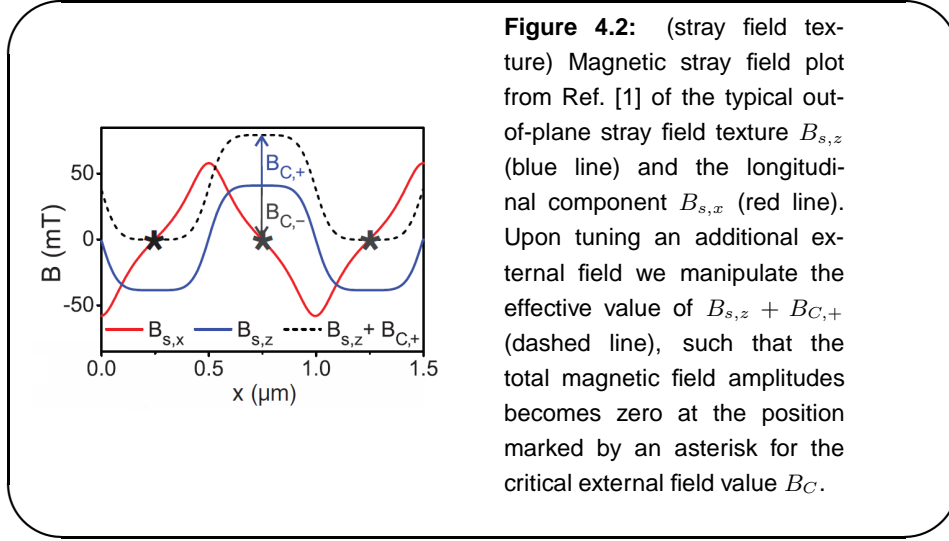 50
0
-50
B (mT)
B_{C,+}
B_{C,-}
B_{s,x} B_{s,z} B_{s,z}+ B_{C,+}
0.0 0.5 1.0 1.5
x (μm)
Figure 4.2: (stray field tex-
ture) Magnetic stray field plot
from Ref. [1] of the typical out-
of-plane stray field texture B_{s,z}
(blue line) and the longitudi-
nal component B_{s,x} (red line).
Upon tuning an additional ex-
ternal field we manipulate the
effective value of B_{s,z} + B_{C,+}
(dashed line), such that the
total magnetic field amplitudes
becomes zero at the position
marked by an asterisk for the
critical external field value B_C.